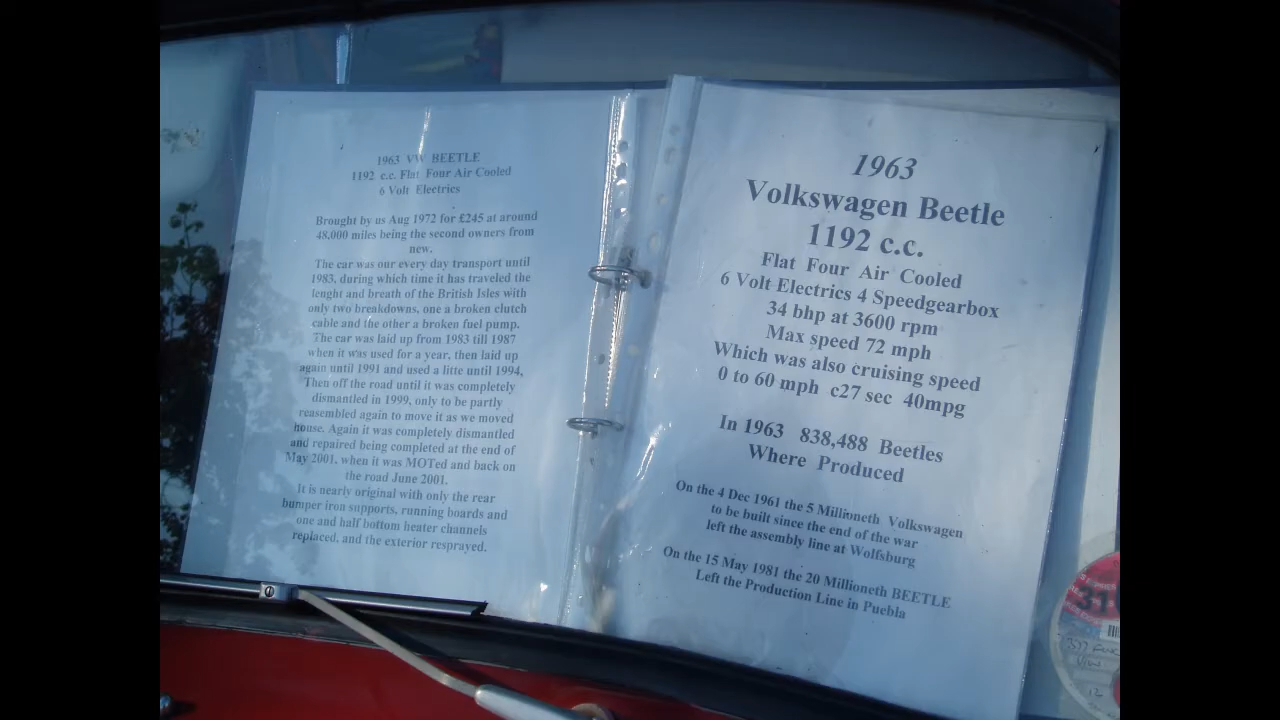 1963 VW BEETLE
1192 c.c. Flat Four Air Cooled
6 Volt Electrics
Brought by us Aug 1972 for £245 at around
48,000 miles being the second owners from
new.
The car was our every day transport until
1983, during which time it has traveled the
lenght and breath of the British Isles with
only two breakdowns, one a broken clutch
cable and the other a broken fuel pump.
The car was laid up from 1983 till 1987
when it was used for a year, then laid up
again until 1991 and used a litte until 1994,
Then off the road until it was completely
dismantled in 1999, only to be partly
reasembled again to move it as we moved
house. Again it was completely dismantled
and repaired being completed at the end of
May 2001, when it was MOTed and back on
the road June 2001.
It is nearly original with only the rear
bumper iron supports, running boards and
one and half bottom heater channels
replaced, and the exterior resprayed.
1963
Volkswagen Beetle
1192 c.c.
Flat Four Air Cooled
6 Volt Electrics 4 Speedgearbox
34 bhp at 3600 rpm
Max speed 72 mph
Which was also cruising speed
0 to 60 mph c27 sec 40mpg
In 1963 838,488 Beetles
Where Produced
On the 4 Dec 1961 the 5 Millioneth Volkswagen
to be built since the end of the war
left the assembly line at Wolfsburg
On the 15 May 1981 the 20 Millioneth BEETLE
Left the Production Line in Puebla
31
VW
12